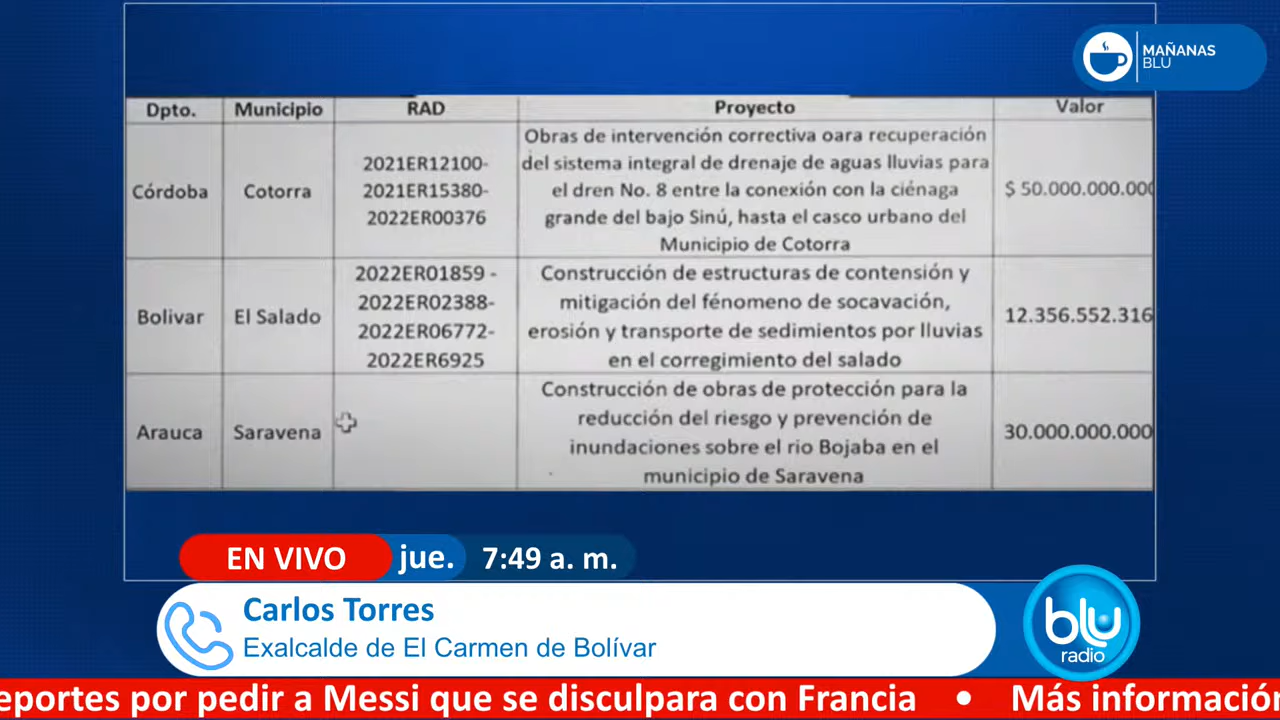 MAÑANAS
BLU
Dpto. Municipio RAD Proyecto Valor
Córdoba Cotorra
2021ER12100-
2021ER15380-
2022ER00376
Obras de intervención correctiva oara recuperación
del sistema integral de drenaje de aguas lluvias para
el dren No. 8 entre la conexión con la ciénaga
grande del bajo Sinú, hasta el casco urbano del
Municipio de Cotorra
$ 50.000.000.000
Bolivar El Salado
2022ER01859 -
2022ER02388-
2022ER06772-
2022ER6925
Construcción de estructuras de contensión y
mitigación del fénomeno de socavación,
erosión y transporte de sedimientos por lluvias
en el corregimiento del salado
12.356.552.316
Arauca Saravena
Construcción de obras de protección para la
reducción del riesgo y prevención de
inundaciones sobre el rio Bojaba en el
municipio de Saravena
30.000.000.000
EN VIVO jue. 7:49 a. m.
Carlos Torres
Exalcalde de El Carmen de Bolívar
blu
radio
eportes por pedir a Messi que se disculpara con Francia • Más informació